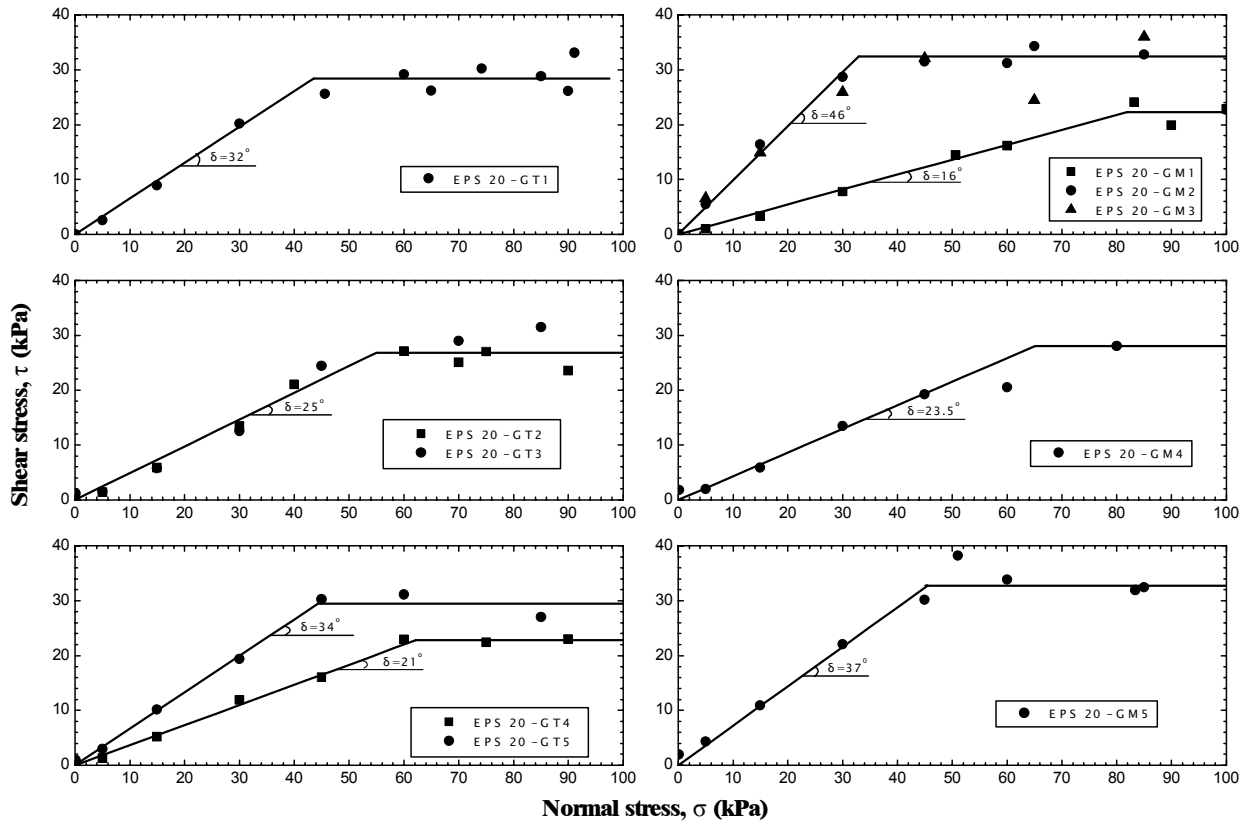 Shear stress, τ (kPa)
40
30
20
10
0
0 10 20 30 40 50 60 70 80 90 100
δ=32°
EPS 20-GT1
40
30
20
10
0
0 10 20 30 40 50 60 70 80 90 100
δ=46°
δ=16°
EPS 20-GM1
EPS 20-GM2
EPS 20-GM3
40
30
20
10
0
0 10 20 30 40 50 60 70 80 90 100
δ=25°
EPS 20-GT2
EPS 20-GT3
40
30
20
10
0
0 10 20 30 40 50 60 70 80 90 100
δ=23.5°
EPS 20-GM4
40
30
20
10
0
0 10 20 30 40 50 60 70 80 90 100
δ=34°
δ=21°
EPS 20-GT4
EPS 20-GT5
40
30
20
10
0
0 10 20 30 40 50 60 70 80 90 100
δ=37°
EPS 20-GM5
Normal stress, σ (kPa)